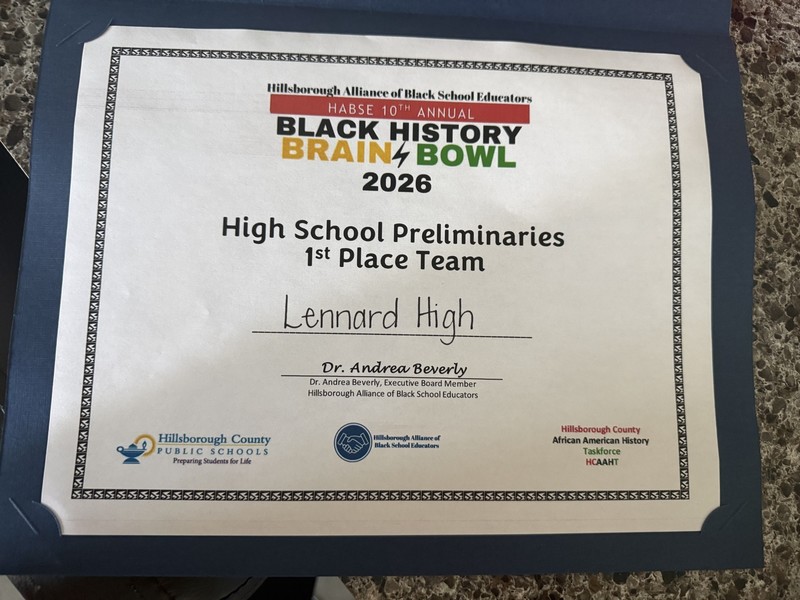 Hillsborough Alliance of Black School Educators
HABSE 10TH ANNUAL
BLACK HISTORY
BRAIN BOWL
2026
High School Preliminaries
1st Place Team
Lennard High
Dr. Andrea Beverly
Dr. Andrea Beverly, Executive Board Member
Hillsborough Alliance of Black School Educators
Hillsborough County
PUBLIC SCHOOLS
Preparing Students for Life
Hillsborough Alliance of
Black School Educators
Hillsborough County
African American History
Taskforce
HCAAHT